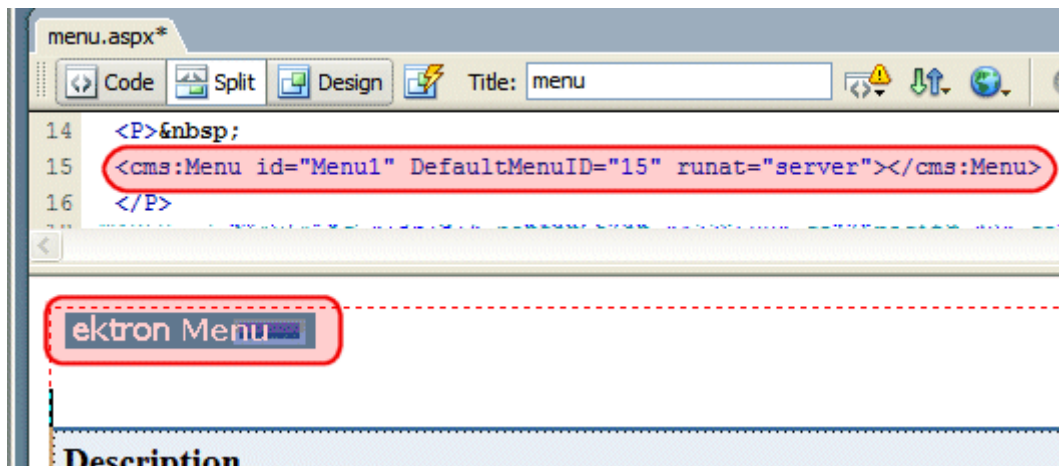 menu.aspx*
Code Split Design Title: menu
14 <P>&nbsp;
15 <cms:Menu id="Menu1" DefaultMenuID="15" runat="server"></cms:Menu>
16 </P>
ektron Menu
Description